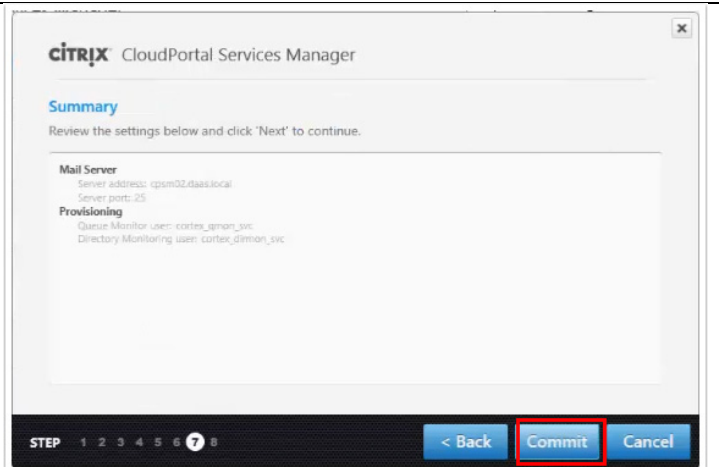 CITRIX CloudPortal Services Manager
Summary
Review the settings below and click 'Next' to continue.
Mail Server
Server address: cpsm02.daas.local
Server port: 25
Provisioning
Queue Monitor user: cortex_qmon_svc
Directory Monitoring user: cortex_dirmon_svc
STEP 1 2 3 4 5 6 7 8 < Back Commit Cancel